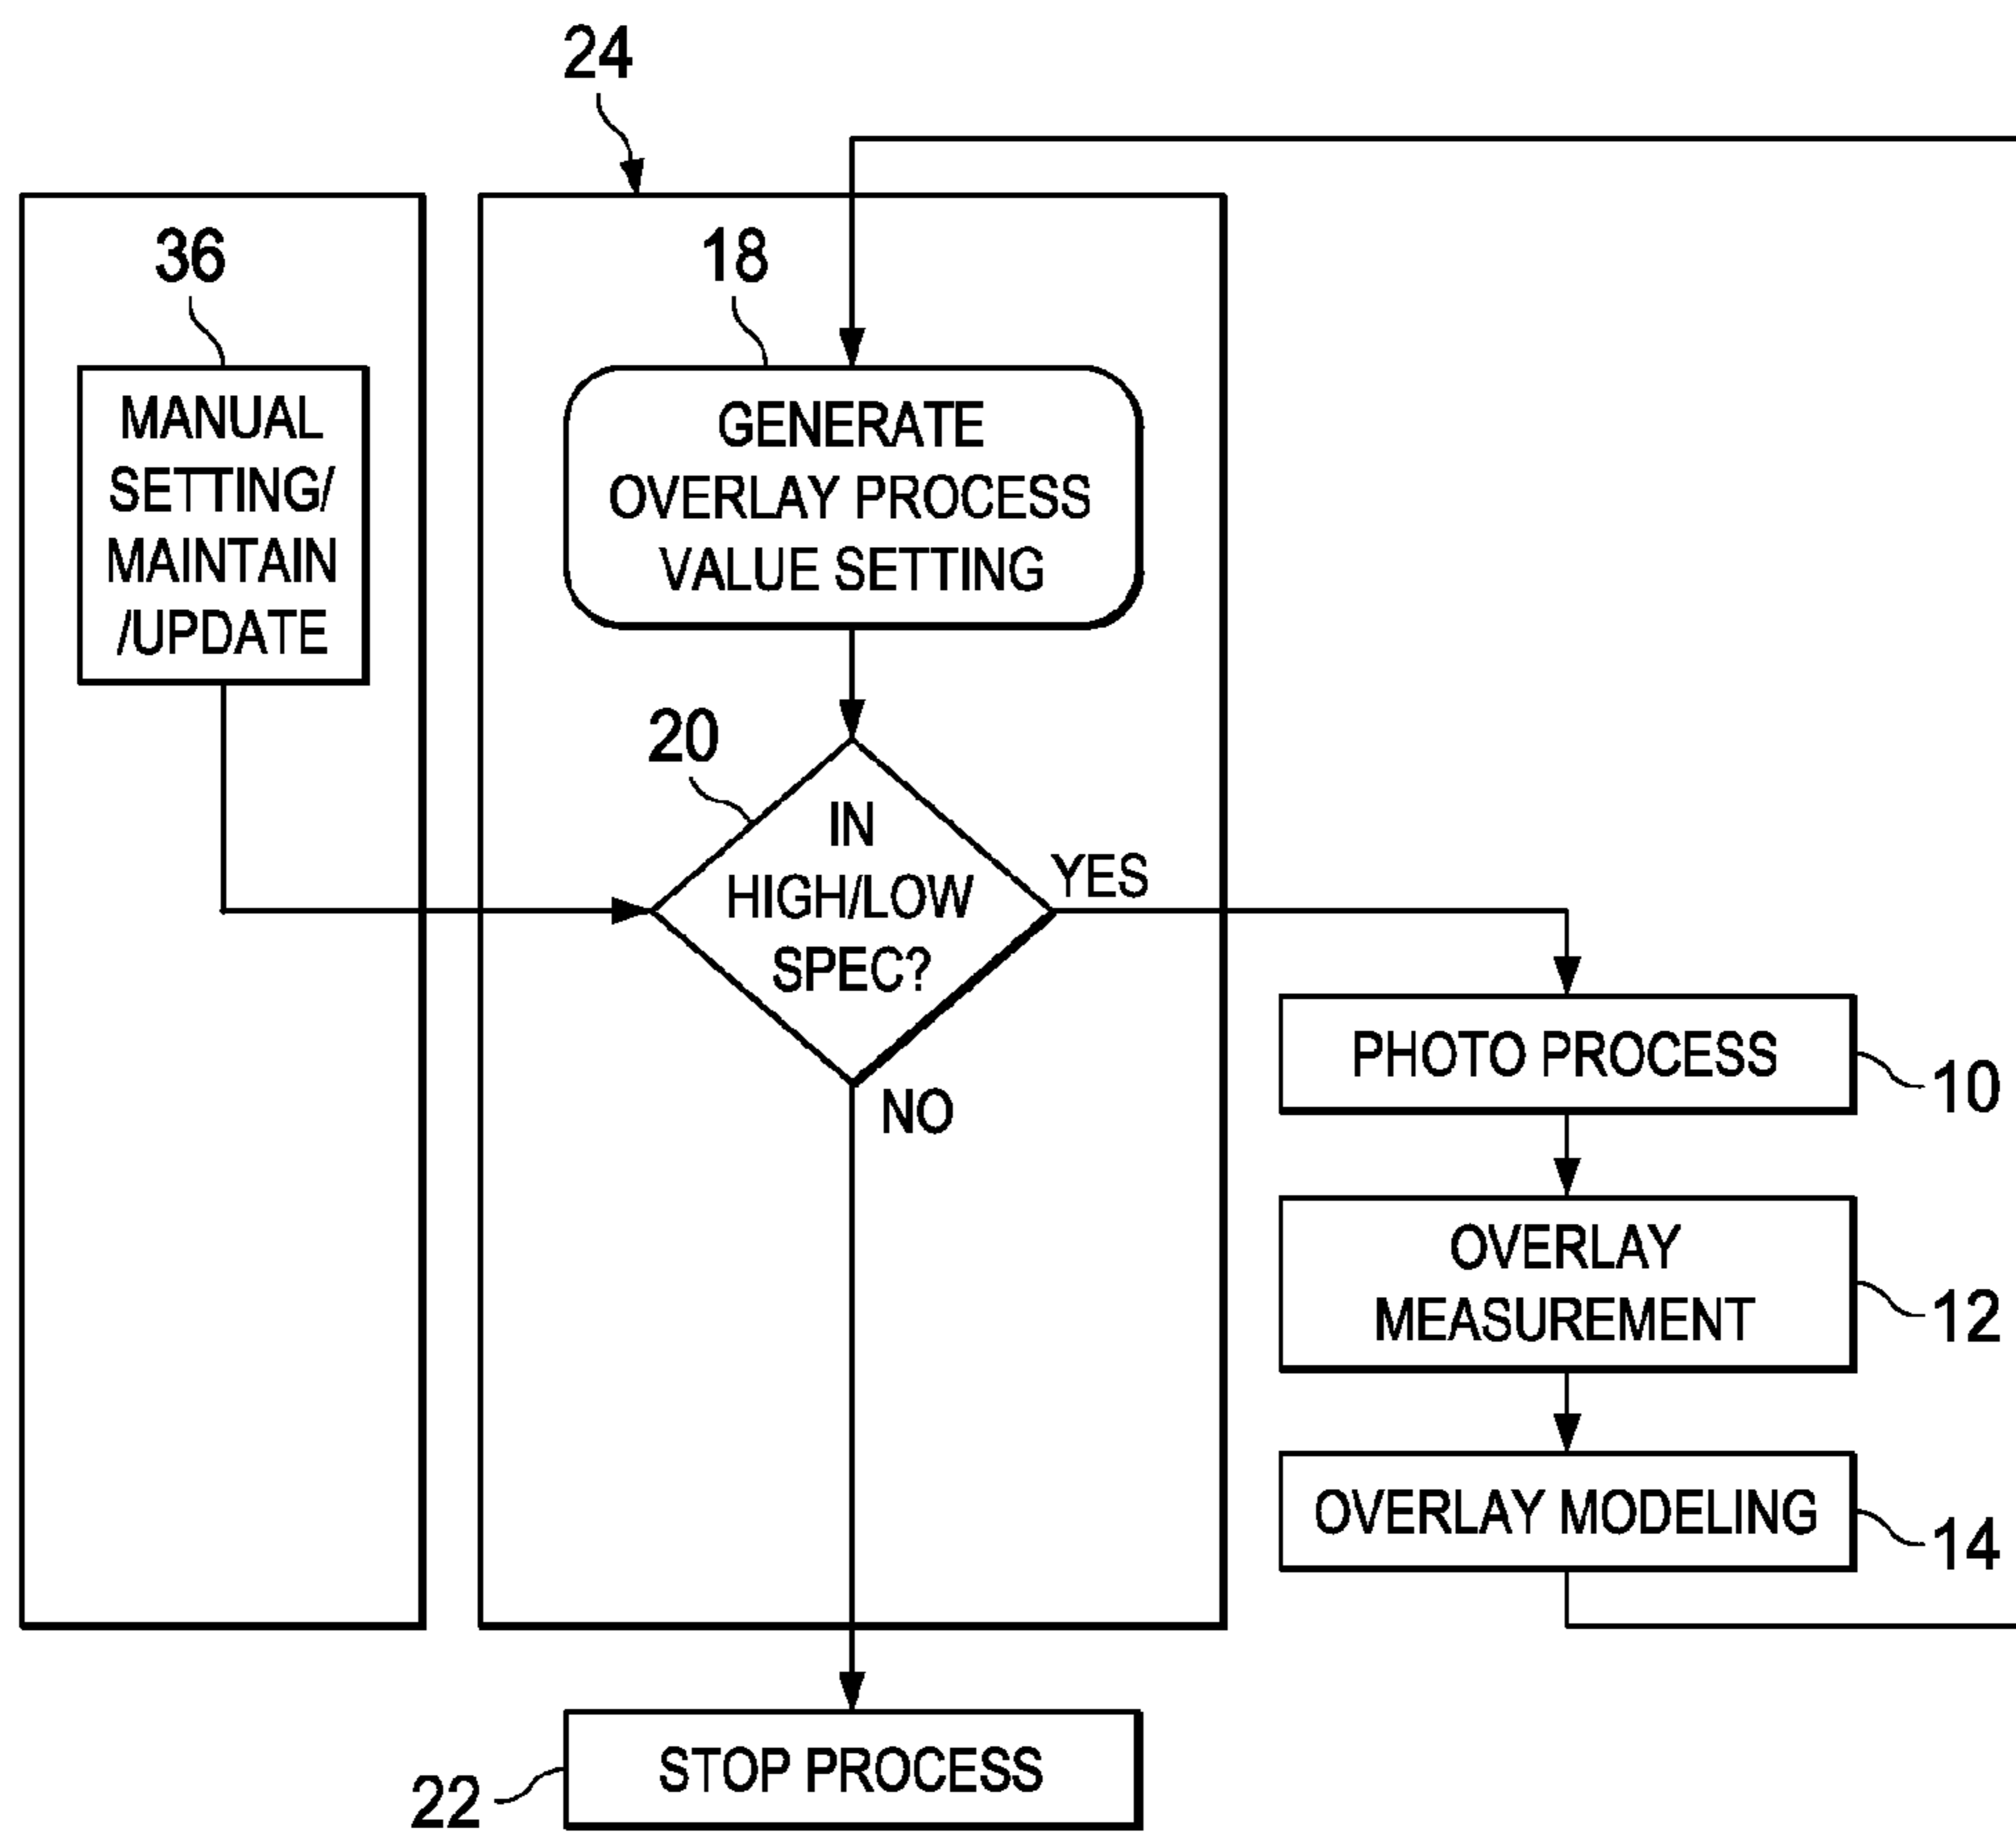 24
36
MANUAL
SETTING/
MAINTAIN
/UPDATE
18
GENERATE
OVERLAY PROCESS
VALUE SETTING
20
IN
HIGH/LOW
SPEC?
YES
NO
PHOTO PROCESS
10
OVERLAY
MEASUREMENT
12
OVERLAY MODELING
14
STOP PROCESS
22